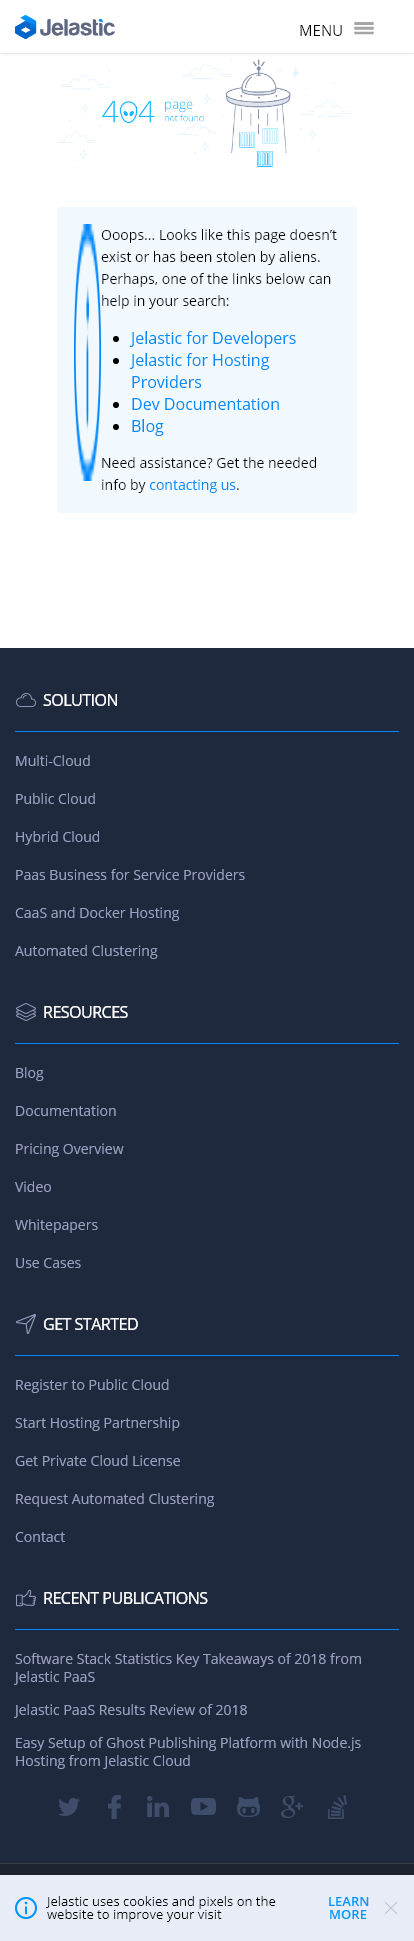 Jelastic
MENU
404 page
not found
Ooops... Looks like this page doesn't
exist or has been stolen by aliens.
Perhaps, one of the links below can
help in your search:
Jelastic for Developers
Jelastic for Hosting
Providers
Dev Documentation
Blog
Need assistance? Get the needed
info by contacting us.
SOLUTION
Multi-Cloud
Public Cloud
Hybrid Cloud
Paas Business for Service Providers
CaaS and Docker Hosting
Automated Clustering
RESOURCES
Blog
Documentation
Pricing Overview
Video
Whitepapers
Use Cases
GET STARTED
Register to Public Cloud
Start Hosting Partnership
Get Private Cloud License
Request Automated Clustering
Contact
RECENT PUBLICATIONS
Software Stack Statistics Key Takeaways of 2018 from
Jelastic PaaS
Jelastic PaaS Results Review of 2018
Easy Setup of Ghost Publishing Platform with Node.js
Hosting from Jelastic Cloud
Jelastic uses cookies and pixels on the
website to improve your visit
LEARN
MORE